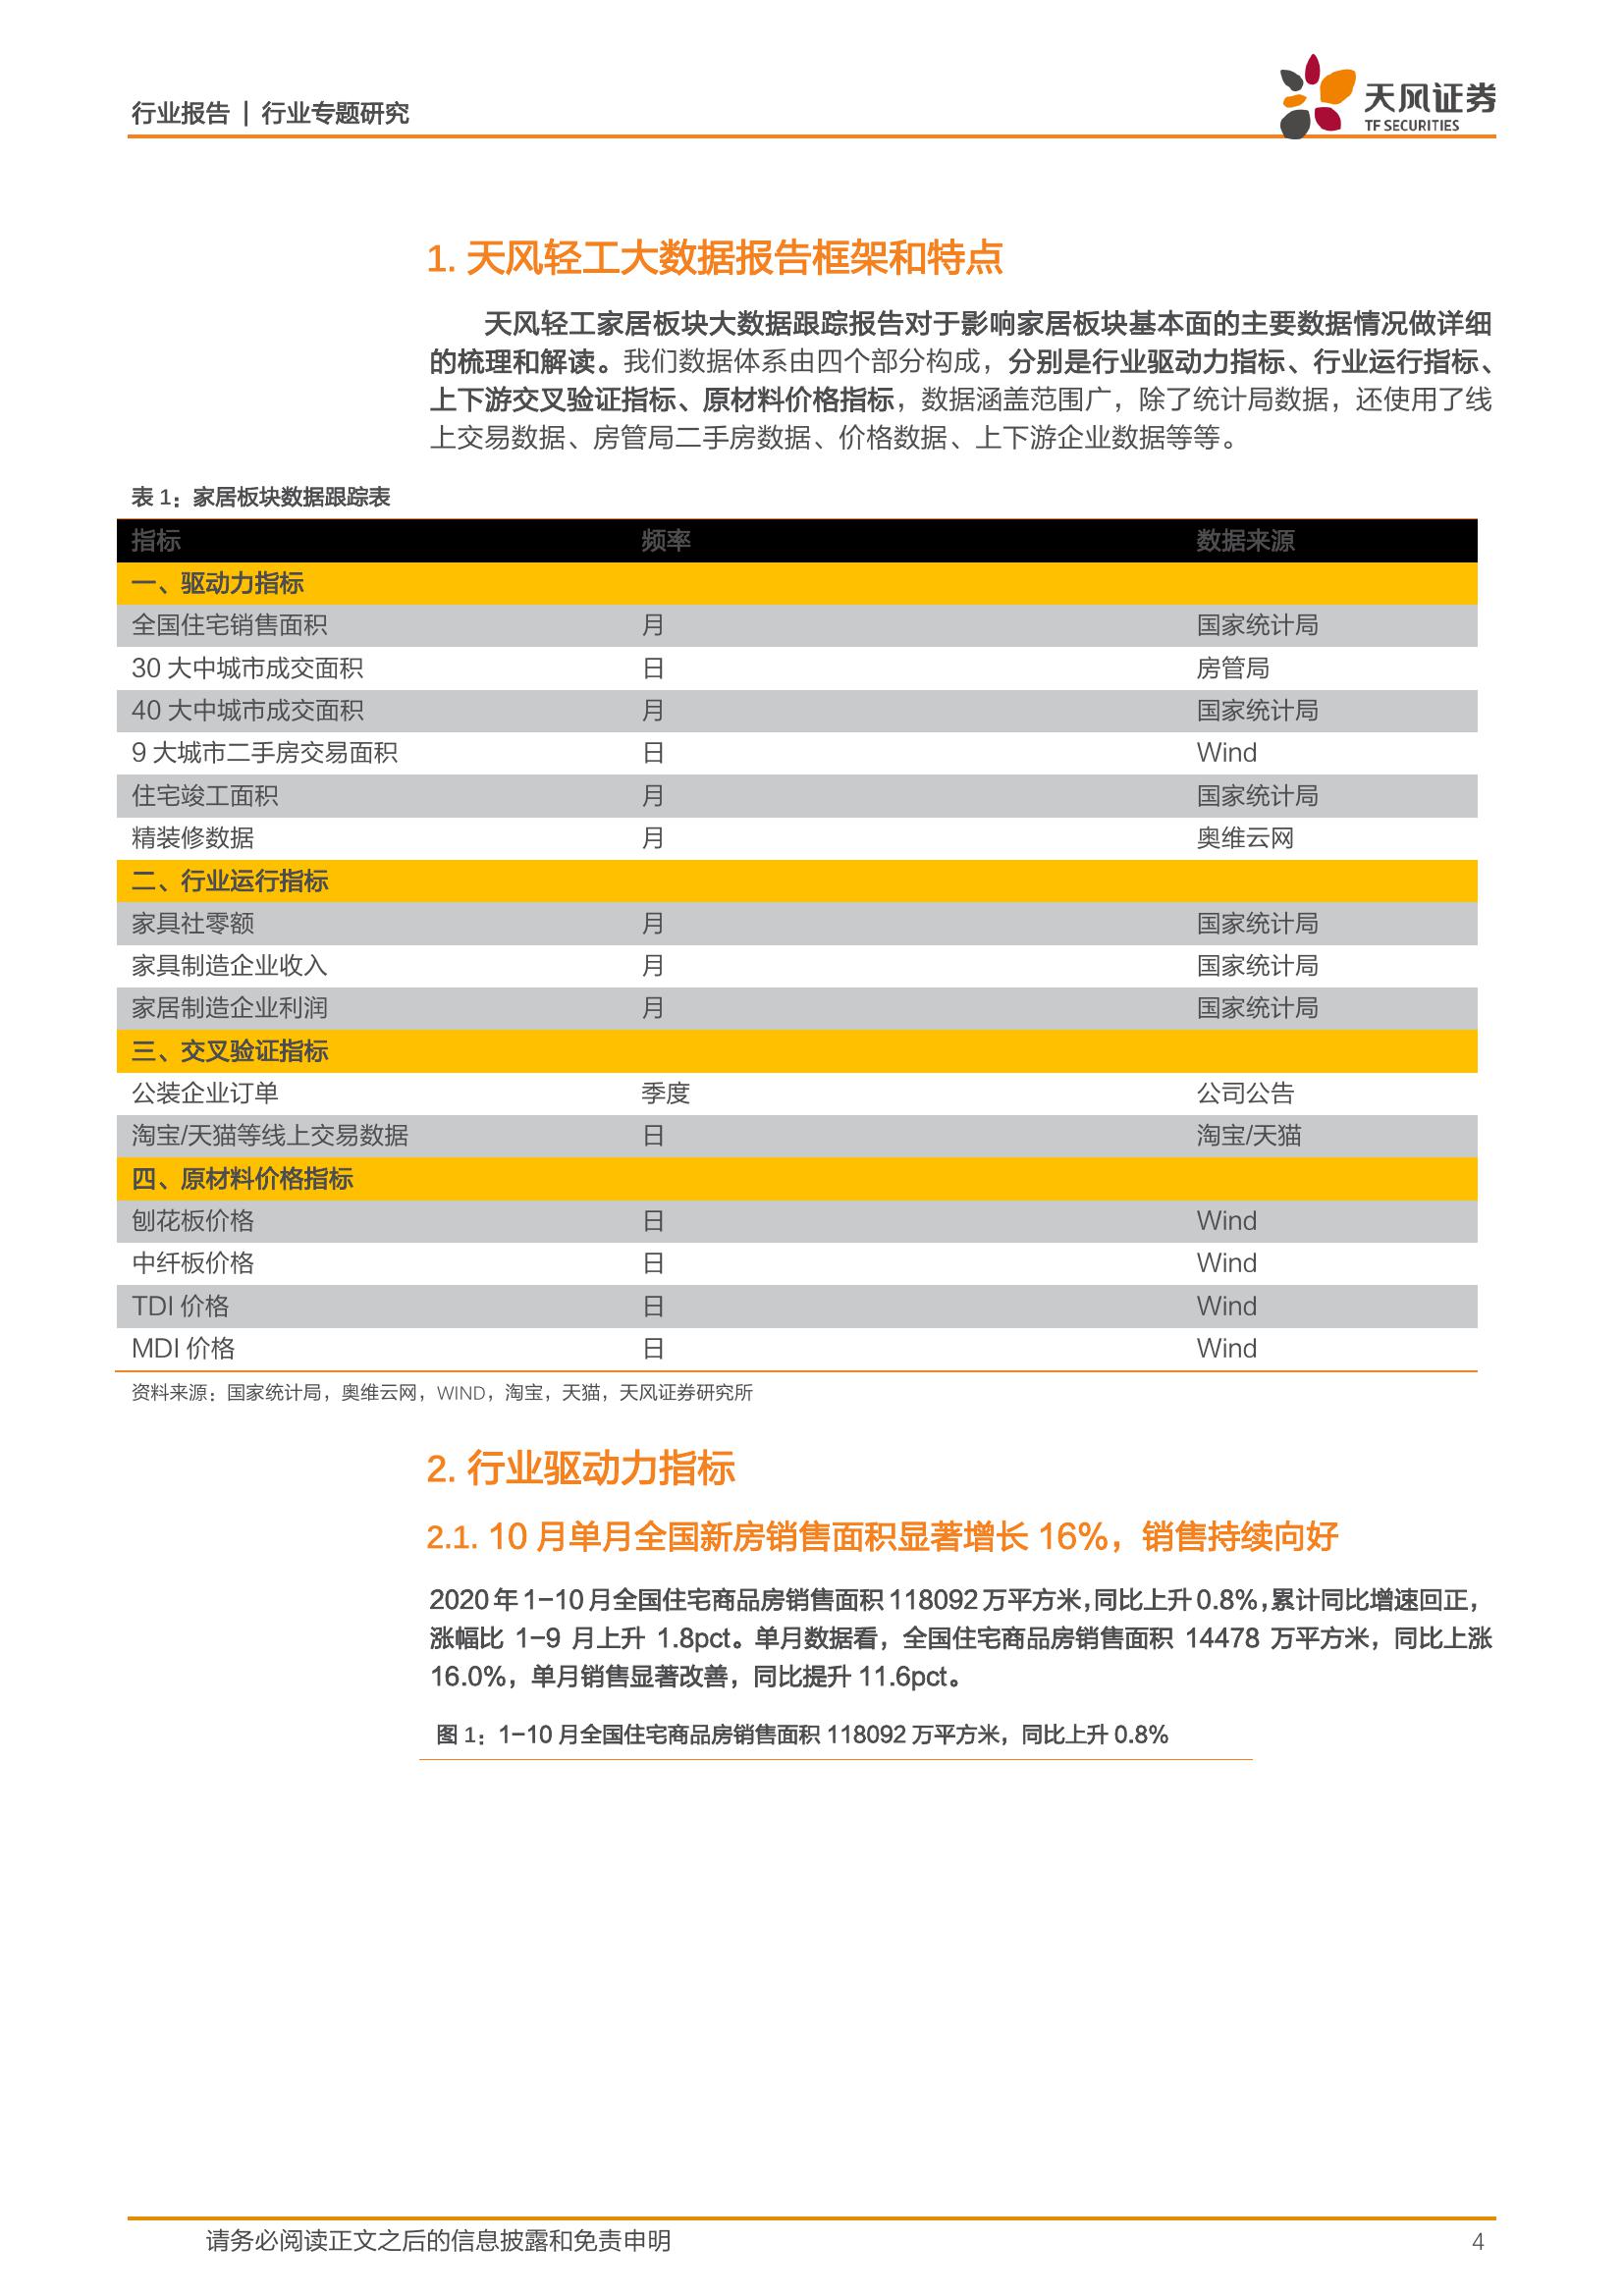 行业报告 | 行业专题研究
天风证券
TF SECURITIES
1. 天风轻工大数据报告框架和特点
天风轻工家居板块大数据跟踪报告对于影响家居板块基本面的主要数据情况做详细
的梳理和解读。我们数据体系由四个部分构成，分别是行业驱动力指标、行业运行指标、
上下游交叉验证指标、原材料价格指标，数据涵盖范围广，除了统计局数据，还使用了线
上交易数据、房管局二手房数据、价格数据、上下游企业数据等等。
表 1：家居板块数据跟踪表
指标 频率 数据来源
一、驱动力指标
全国住宅销售面积 月 国家统计局
30 大中城市成交面积 日 房管局
40 大中城市成交面积 月 国家统计局
9 大城市二手房交易面积 日 Wind
住宅竣工面积 月 国家统计局
精装修数据 月 奥维云网
二、行业运行指标
家具社零额 月 国家统计局
家具制造企业收入 月 国家统计局
家居制造企业利润 月 国家统计局
三、交叉验证指标
公装企业订单 季度 公司公告
淘宝/天猫等线上交易数据 日 淘宝/天猫
四、原材料价格指标
刨花板价格 日 Wind
中纤板价格 日 Wind
TDI 价格 日 Wind
MDI 价格 日 Wind
资料来源：国家统计局，奥维云网，WIND，淘宝，天猫，天风证券研究所
2. 行业驱动力指标
2.1. 10 月单月全国新房销售面积显著增长 16%，销售持续向好
2020 年 1-10 月全国住宅商品房销售面积 118092 万平方米，同比上升 0.8%，累计同比增速回正，
涨幅比 1-9 月上升 1.8pct。单月数据看，全国住宅商品房销售面积 14478 万平方米，同比上涨
16.0%，单月销售显著改善，同比提升 11.6pct。
图 1：1-10 月全国住宅商品房销售面积 118092 万平方米，同比上升 0.8%
请务必阅读正文之后的信息披露和免责申明 4